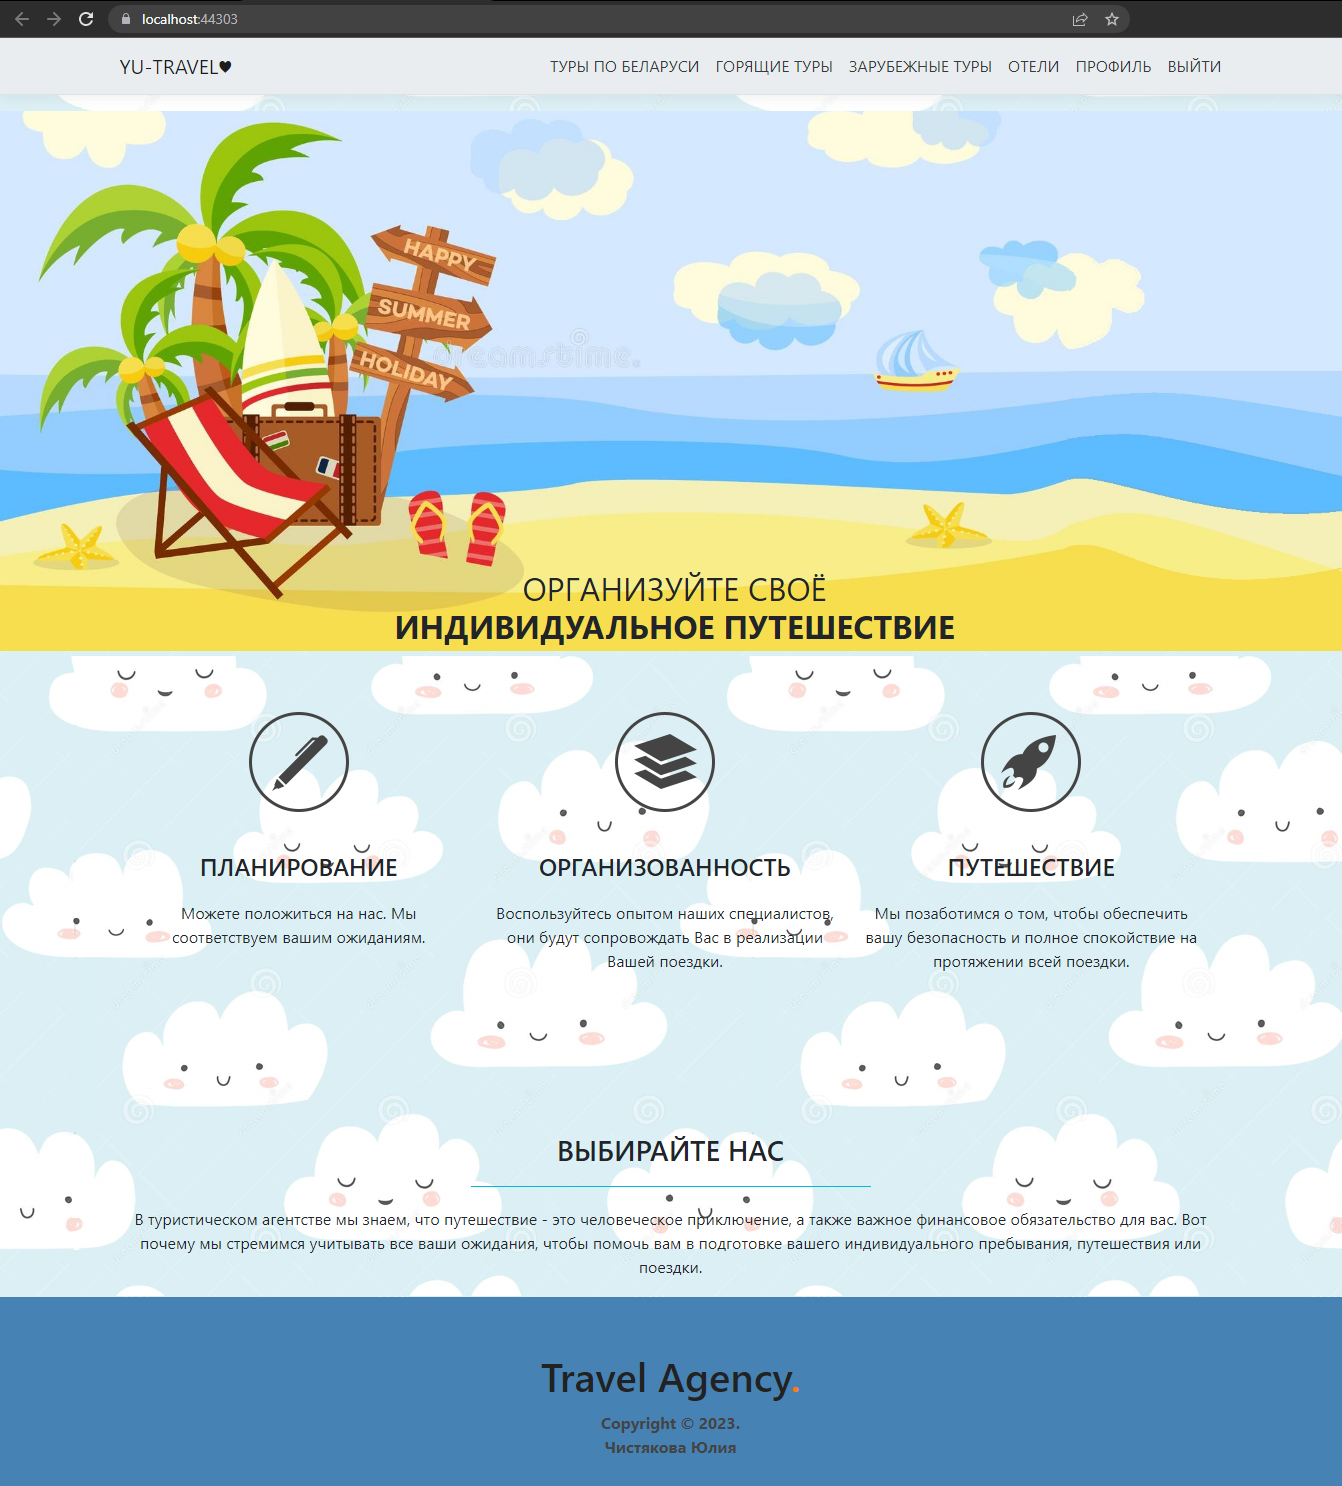 localhost:44303
YU-TRAVEL♥
ТУРЫ ПО БЕЛАРУСИ ГОРЯЩИЕ ТУРЫ ЗАРУБЕЖНЫЕ ТУРЫ ОТЕЛИ ПРОФИЛЬ ВЫЙТИ
HAPPY
SUMMER
HOLIDAY
dreamstime.
ОРГАНИЗУЙТЕ СВОЁ
ИНДИВИДУАЛЬНОЕ ПУТЕШЕСТВИЕ
ПЛАНИРОВАНИЕ
Можете положиться на нас. Мы
соответствуем вашим ожиданиям.
ОРГАНИЗОВАННОСТЬ
Воспользуйтесь опытом наших специалистов,
они будут сопровождать Вас в реализации
Вашей поездки.
ПУТЕШЕСТВИЕ
Мы позаботимся о том, чтобы обеспечить
вашу безопасность и полное спокойствие на
протяжении всей поездки.
ВЫБИРАЙТЕ НАС
В туристическом агентстве мы знаем, что путешествие - это человеческое приключение, а также важное финансовое обязательство для вас. Вот
почему мы стремимся учитывать все ваши ожидания, чтобы помочь вам в подготовке вашего индивидуального пребывания, путешествия или
поездки.
Travel Agency.
Copyright © 2023.
Чистякова Юлия